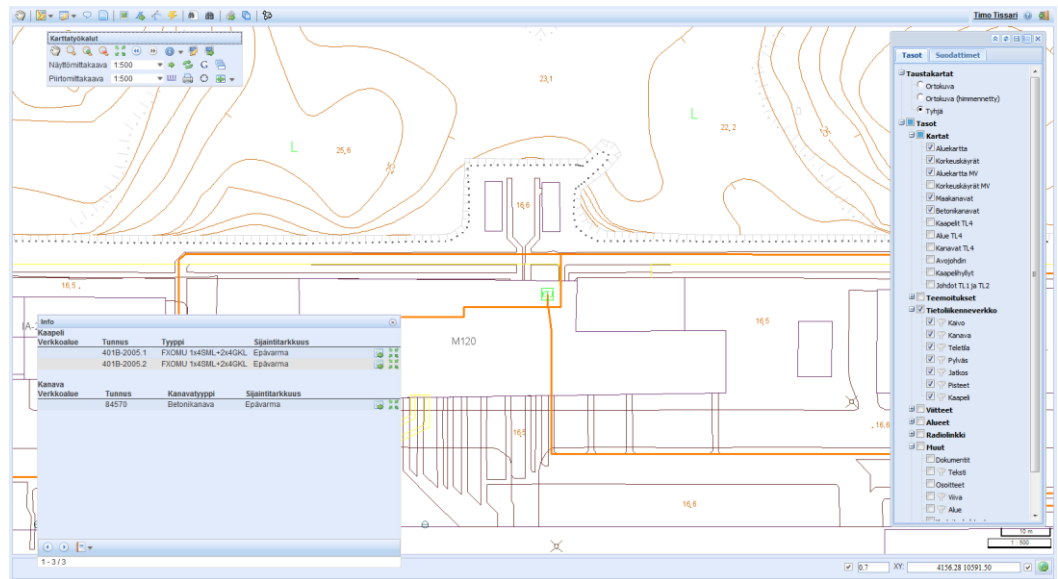 Timo Tissari
Karttatyökalut
Näyttömittakaava 1:500
Piirtomittakaava 1:500
23,1
L
22,2
25
L
25,6
25
16,6
16,5
M120
16,5
16,5
16,6
16,6
Info
Kaapeli
Verkkoalue Tunnus Tyyppi Sijaintitarkkuus
401B-2005.1 FXOMU 1x4SML+2x4GKL Epävarma
401B-2005.2 FXOMU 1x4SML+2x4GKL Epävarma
Kanava
Verkkoalue Tunnus Kanavatyyppi Sijaintitarkkuus
84570 Betonikanava Epävarma
1 - 3 / 3
Tasot Suodattimet
Taustakartat
Ortokuva
Ortokuva (himmennetty)
Tyhjä
Tasot
Kartat
Aluekartta
Korkeuskäyrät
Aluekartta MV
Korkeuskäyrät MV
Maakanavat
Betonikanavat
Kaapelit TL4
Alue TL4
Kanavat TL4
Avojohdin
Kaapelihyllyt
Johdot TL1 ja TL2
Teemoitukset
Tietoliikenneverkko
Kaivo
Kanava
Teletila
Pylväs
Jatkos
Pisteet
Kaapeli
Viitteet
Alueet
Radiolinkki
Muut
Dokumentit
Teksti
Osoitteet
Viiva
Alue
10 m
1 : 500
0.7 XY: 4156.28 10591.50